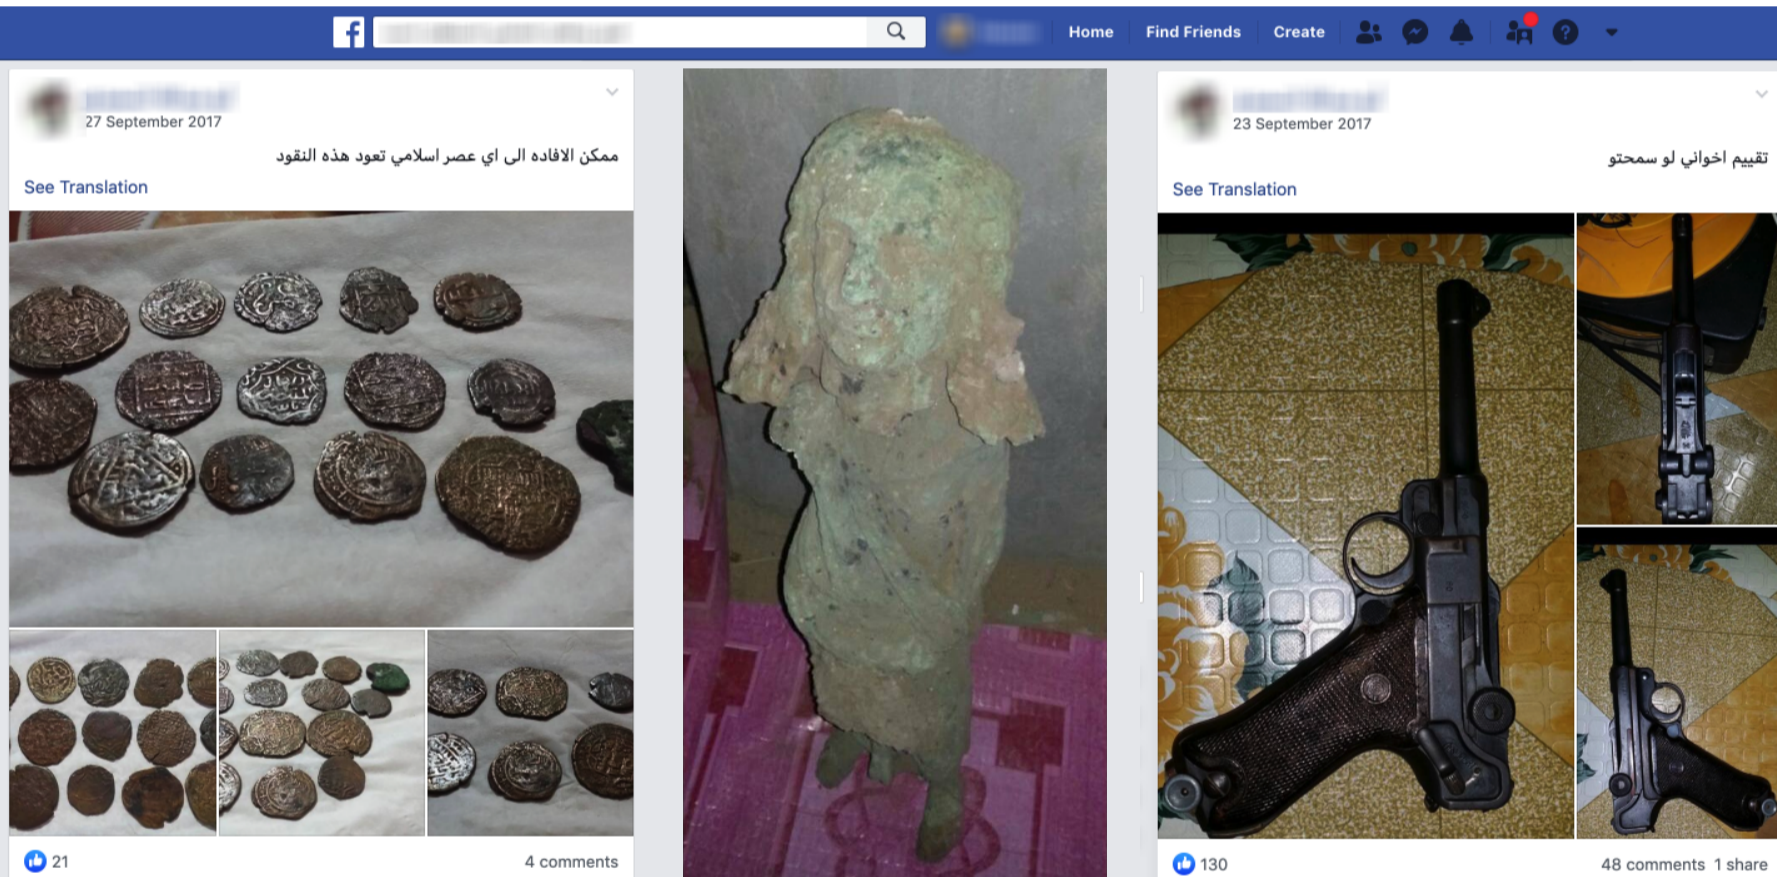 f
Home
Find Friends
Create
27 September 2017
ممكن الافاده الى اي عصر اسلامي تعود هذه النقود
See Translation
21
4 comments
23 September 2017
تقييم اخواني لو سمحتو
See Translation
130
48 comments 1 share